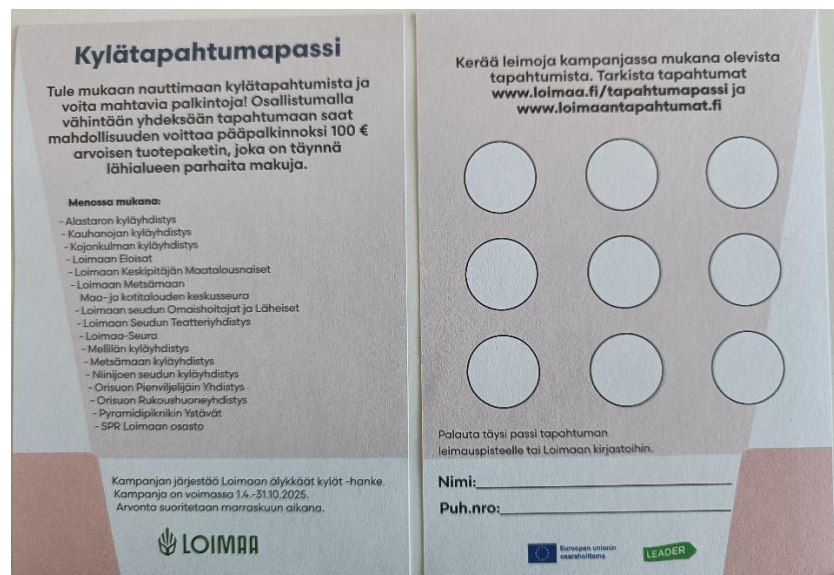 Kylätapahtumapassi
Tule mukaan nauttimaan kylätapahtumista ja
voita mahtavia palkintoja! Osallistumalla
vähintään yhdeksään tapahtumaan saat
mahdollisuuden voittaa pääpalkinnoksi 100 €
arvoisen tuotepaketin, joka on täynnä
lähialueen parhaita makuja.
Menossa mukana:
- Alastaron kyläyhdistys
- Kauhanojan kyläyhdistys
- Kojonkulman kyläyhdistys
- Loimaan Eloisat
- Loimaan Keskipitäjän Maatalousnaiset
- Loimaan Metsämaan
Maa- ja kotitalouden keskusseura
- Loimaan seudun Omaishoitajat ja Läheiset
- Loimaan Seudun Teatteriyhdistys
- Loimaa-Seura
- Mellilän kyläyhdistys
- Metsämaan kyläyhdistys
- Niinijoen seudun kyläyhdistys
- Orisuon Pienviljelijäin Yhdistys
- Orisuon Rukoushuoneyhdistys
- Pyramidipiknikin Ystävät
- SPR Loimaan osasto
Kampanjan järjestää Loimaan älykkäät kylät -hanke.
Kampanja on voimassa 1.4.-31.10.2025.
Arvonta suoritetaan marraskuun aikana.
LOIMAA
Kerää leimoja kampanjassa mukana olevista
tapahtumista. Tarkista tapahtumat
www.loimaa.fi/tapahtumapassi ja
www.loimaantapahtumat.fi
Palauta täysi passi tapahtuman
leimauspisteelle tai Loimaan kirjastoihin.
Nimi:
Puh.nro:
Euroopan unionin
osarahoittama
LEADER